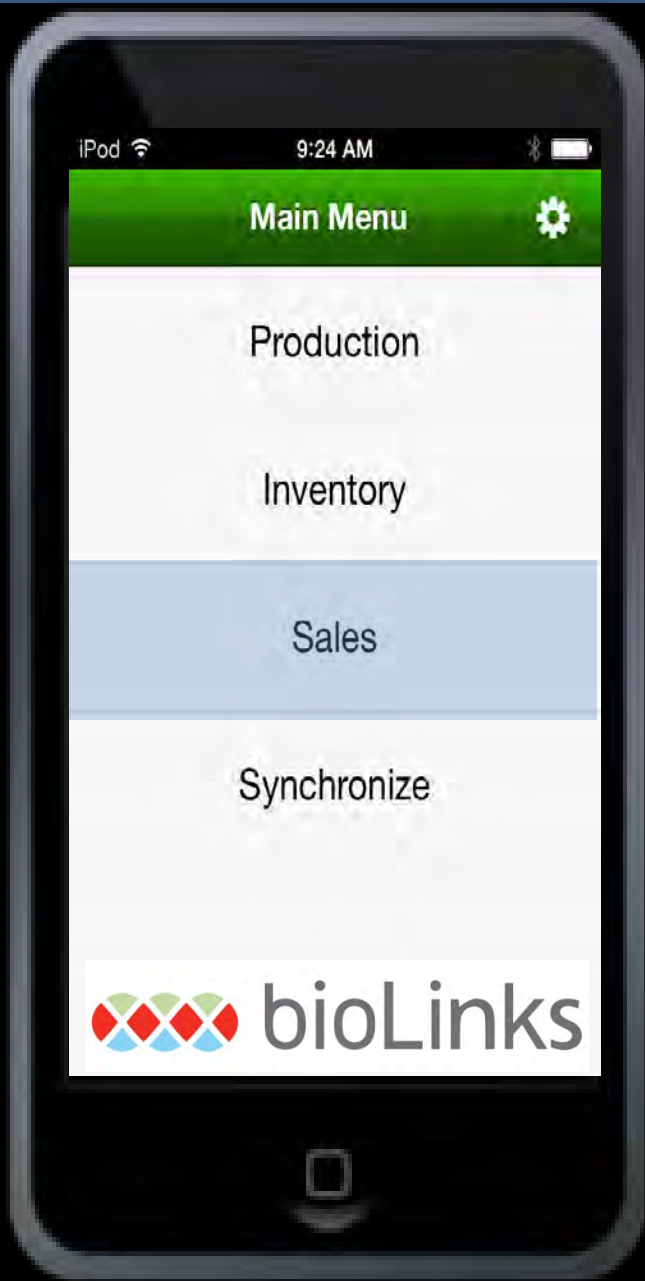 iPod 9:24 AM
Main Menu
Production
Inventory
Sales
Synchronize
bioLinks